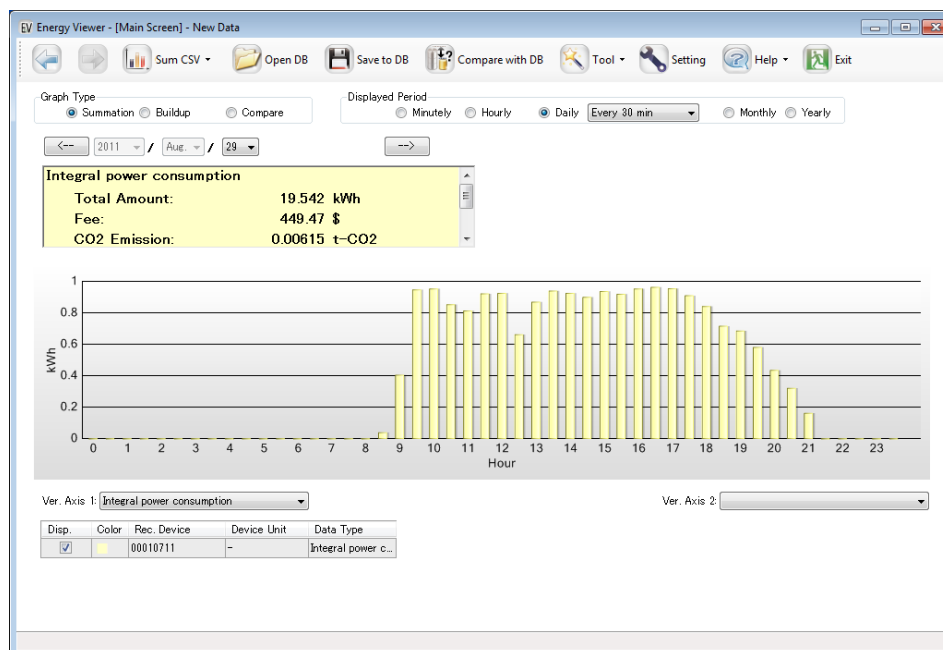 EV Energy Viewer - [Main Screen] - New Data
Sum CSV Open DB Save to DB Compare with DB Tool Setting Help Exit
Graph Type Displayed Period
Summation Buildup Compare Minutely Hourly Daily Every 30 min Monthly Yearly
<-- 2011 / Aug. / 29 -->
Integral power consumption
Total Amount: 19.542 kWh
Fee: 449.47 $
CO2 Emission: 0.00615 t-CO2
1
0.8
0.6
0.4
0.2
0
kWh
0 1 2 3 4 5 6 7 8 9 10 11 12 13 14 15 16 17 18 19 20 21 22 23
Hour
Ver. Axis 1: Integral power consumption Ver. Axis 2:
Disp. Color Rec. Device Device Unit Data Type
00010711 - Integral power c...